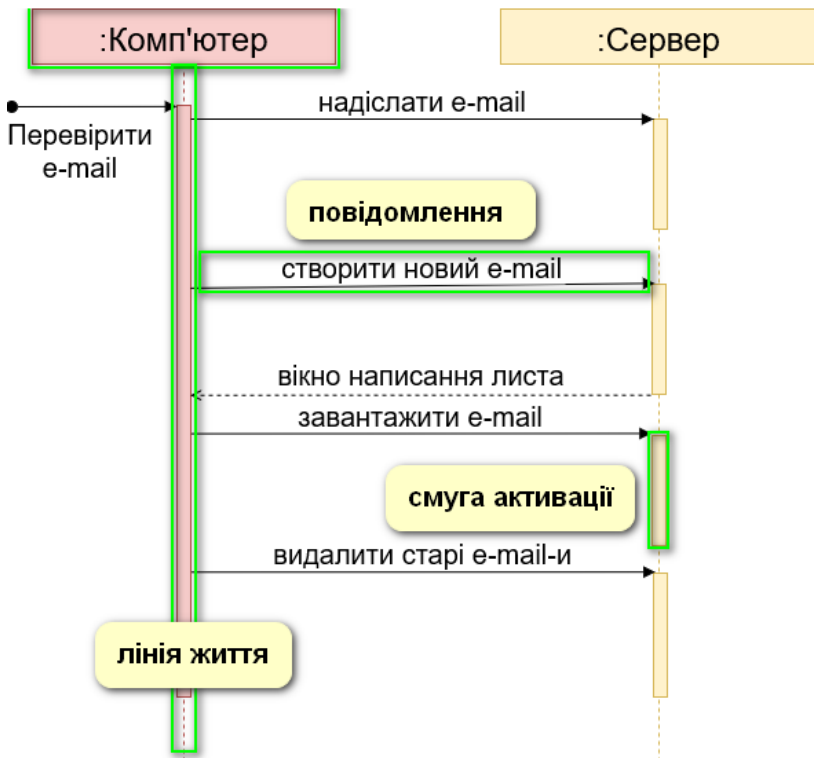 :Комп'ютер
:Сервер
надіслати e-mail
Перевірити
e-mail
повідомлення
створити новий e-mail
вікно написання листа
завантажити e-mail
смуга активації
видалити старі e-mail-и
лінія життя